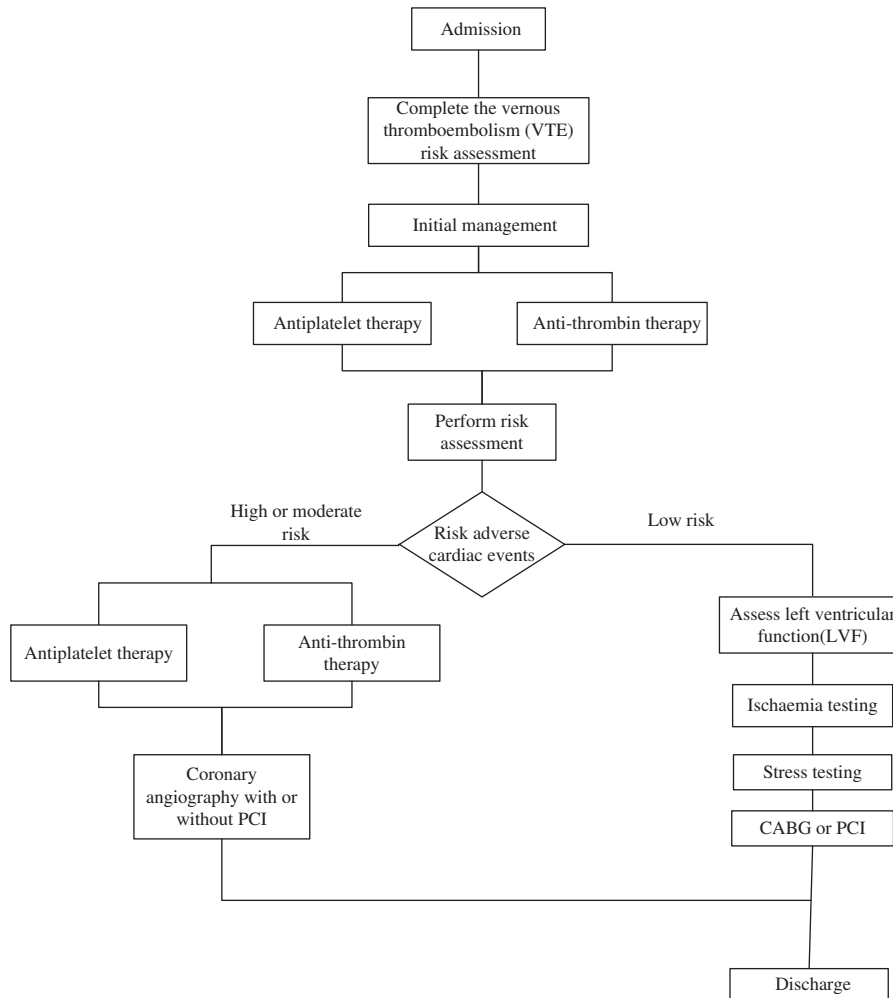 Admission
Complete the vernous
thromboembolism (VTE)
risk assessment
Initial management
Antiplatelet therapy
Anti-thrombin therapy
Perform risk
assessment
High or moderate
risk
Risk adverse
cardiac events
Low risk
Antiplatelet therapy
Anti-thrombin
therapy
Assess left ventricular
function(LVF)
Ischaemia testing
Stress testing
Coronary
angiography with or
without PCI
CABG or PCI
Discharge